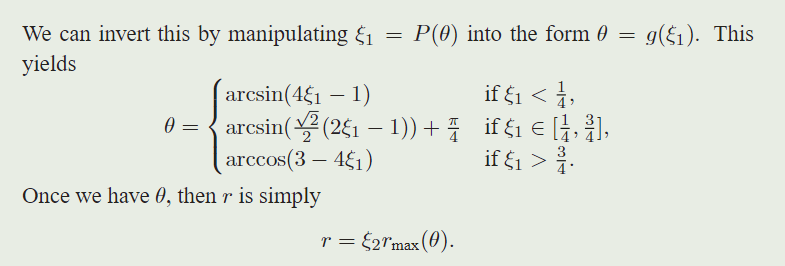 We can invert this by manipulating ξ₁ = P(θ) into the form θ = g(ξ₁). This
yields
θ = { arcsin(4ξ₁ − 1) if ξ₁ < 1/4,
arcsin(√2/2 (2ξ₁ − 1)) + π/4 if ξ₁ ∈ [1/4, 3/4],
arccos(3 − 4ξ₁) if ξ₁ > 3/4.
Once we have θ, then r is simply
r = ξ₂r_max(θ).